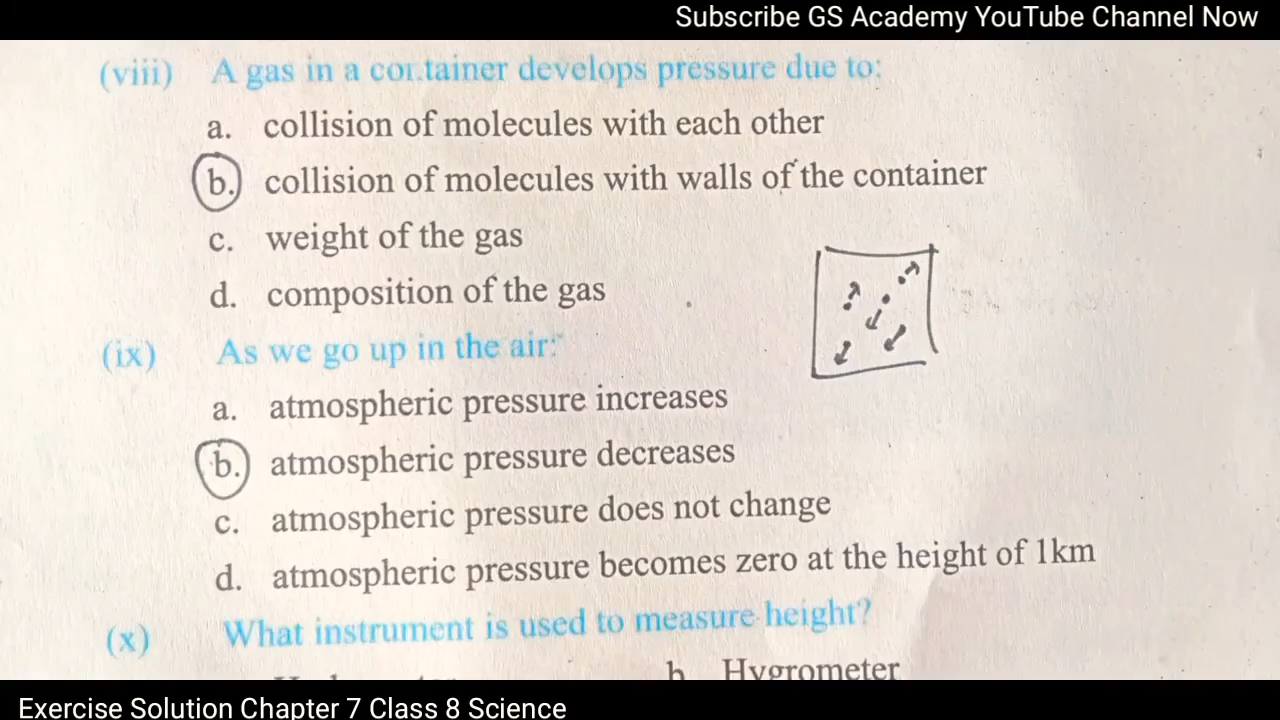 Subscribe GS Academy YouTube Channel Now
(viii) A gas in a container develops pressure due to:
a. collision of molecules with each other
b. collision of molecules with walls of the container
c. weight of the gas
d. composition of the gas
(ix) As we go up in the air:
a. atmospheric pressure increases
b. atmospheric pressure decreases
c. atmospheric pressure does not change
d. atmospheric pressure becomes zero at the height of 1km
(x) What instrument is used to measure height?
b Hygrometer
Exercise Solution Chapter 7 Class 8 Science